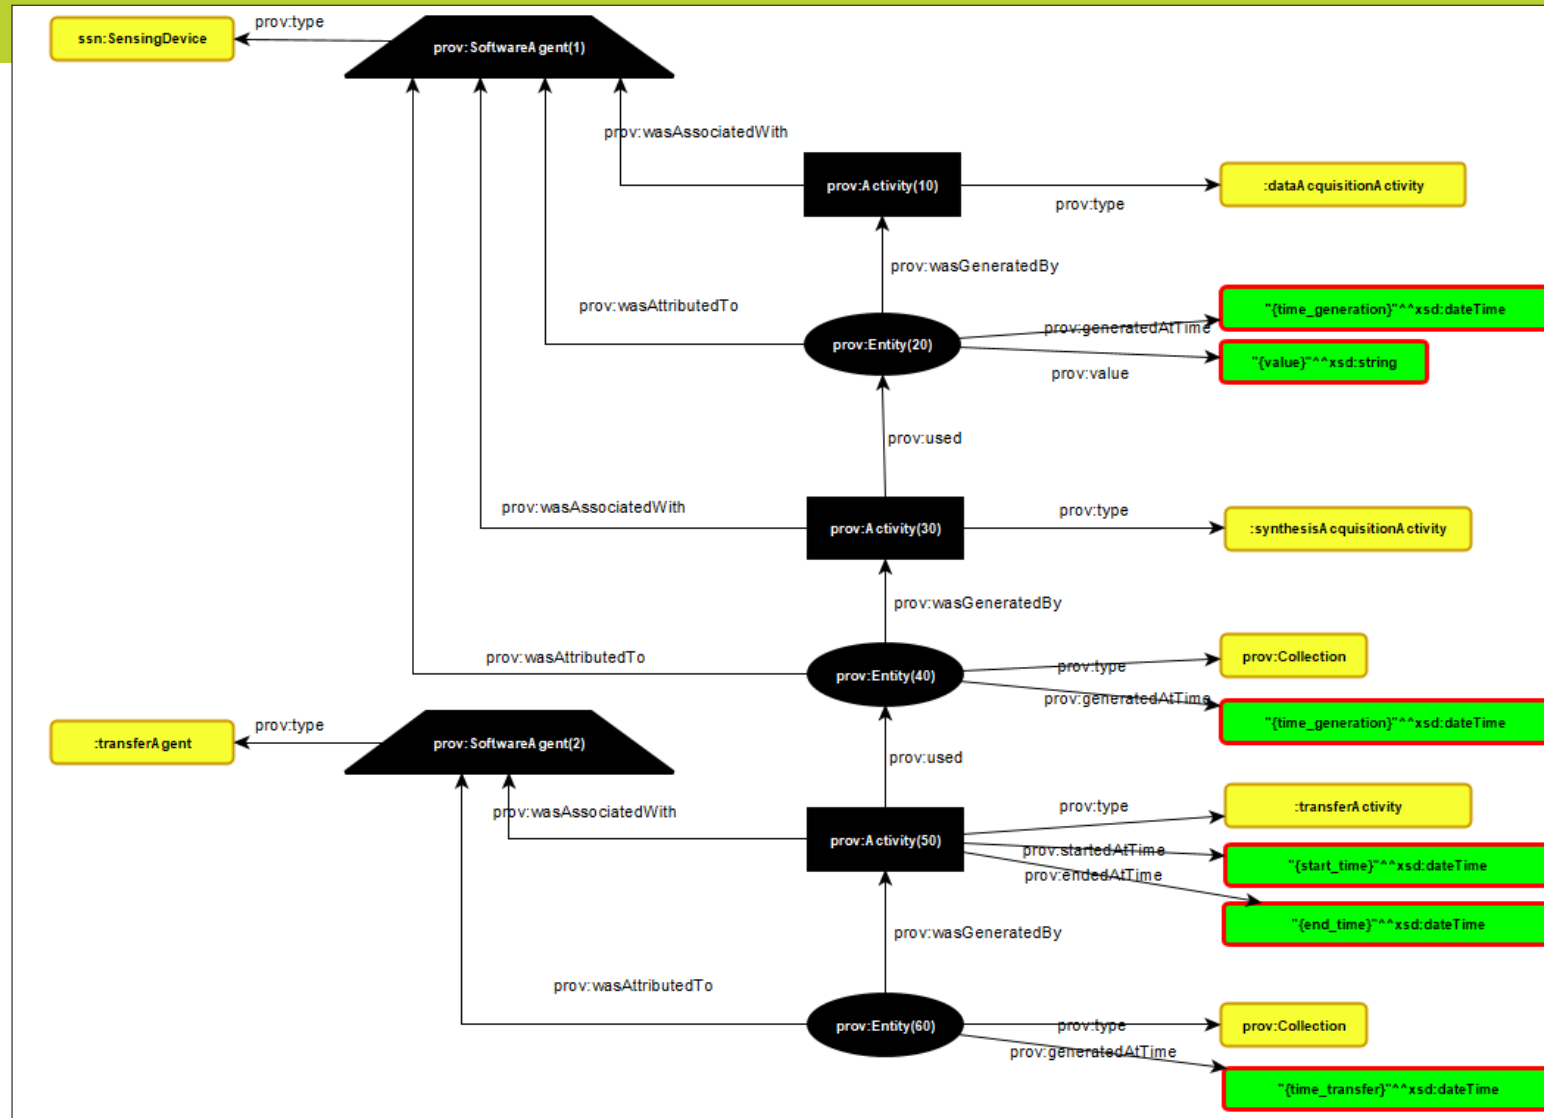 prov:type
ssn:SensingDevice
prov:SoftwareAgent(1)
prov:wasAssociatedWith
prov:Activity(10)
:dataAcquisitionActivity
prov:type
prov:wasGeneratedBy
prov:wasAttributedTo
"{time_generation}"^^xsd:dateTime
prov:generatedAtTime
prov:Entity(20)
"{value}"^^xsd:string
prov:value
prov:used
prov:wasAssociatedWith
prov:type
prov:Activity(30)
:synthesisAcquisitionActivity
prov:wasGeneratedBy
prov:wasAttributedTo
prov:Collection
prov:type
prov:Entity(40)
prov:generatedAtTime
"{time_generation}"^^xsd:dateTime
prov:type
:transferAgent
prov:SoftwareAgent(2)
prov:used
prov:wasAssociatedWith
prov:type
:transferActivity
prov:Activity(50)
prov:startedAtTime
"{start_time}"^^xsd:dateTime
prov:endedAtTime
"{end_time}"^^xsd:dateTime
prov:wasGeneratedBy
prov:wasAttributedTo
prov:Entity(60)
prov:type
prov:Collection
prov:generatedAtTime
"{time_transfer}"^^xsd:dateTime